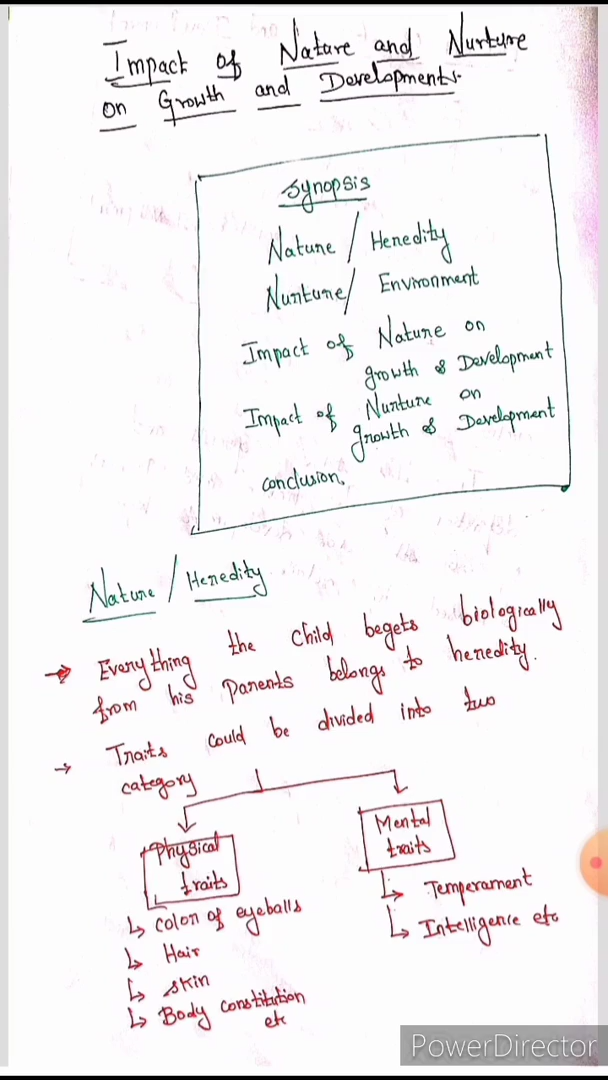 Impact of Nature and Nurture
on Growth and Developments.
Synopsis
Nature / Heredity
Nurture / Environment
Impact of Nature on
growth & Development
Impact of Nurture on
growth & Development
conclusion.
Nature / Heredity
→ Everything the child begets biologically
from his parents belongs to heredity.
→ Traits could be divided into two
category
Physical traits
↳ color of eyeballs
↳ Hair
↳ skin
↳ Body constitution
etc
Mental traits
↳ Temperament
↳ Intelligence etc
PowerDirector